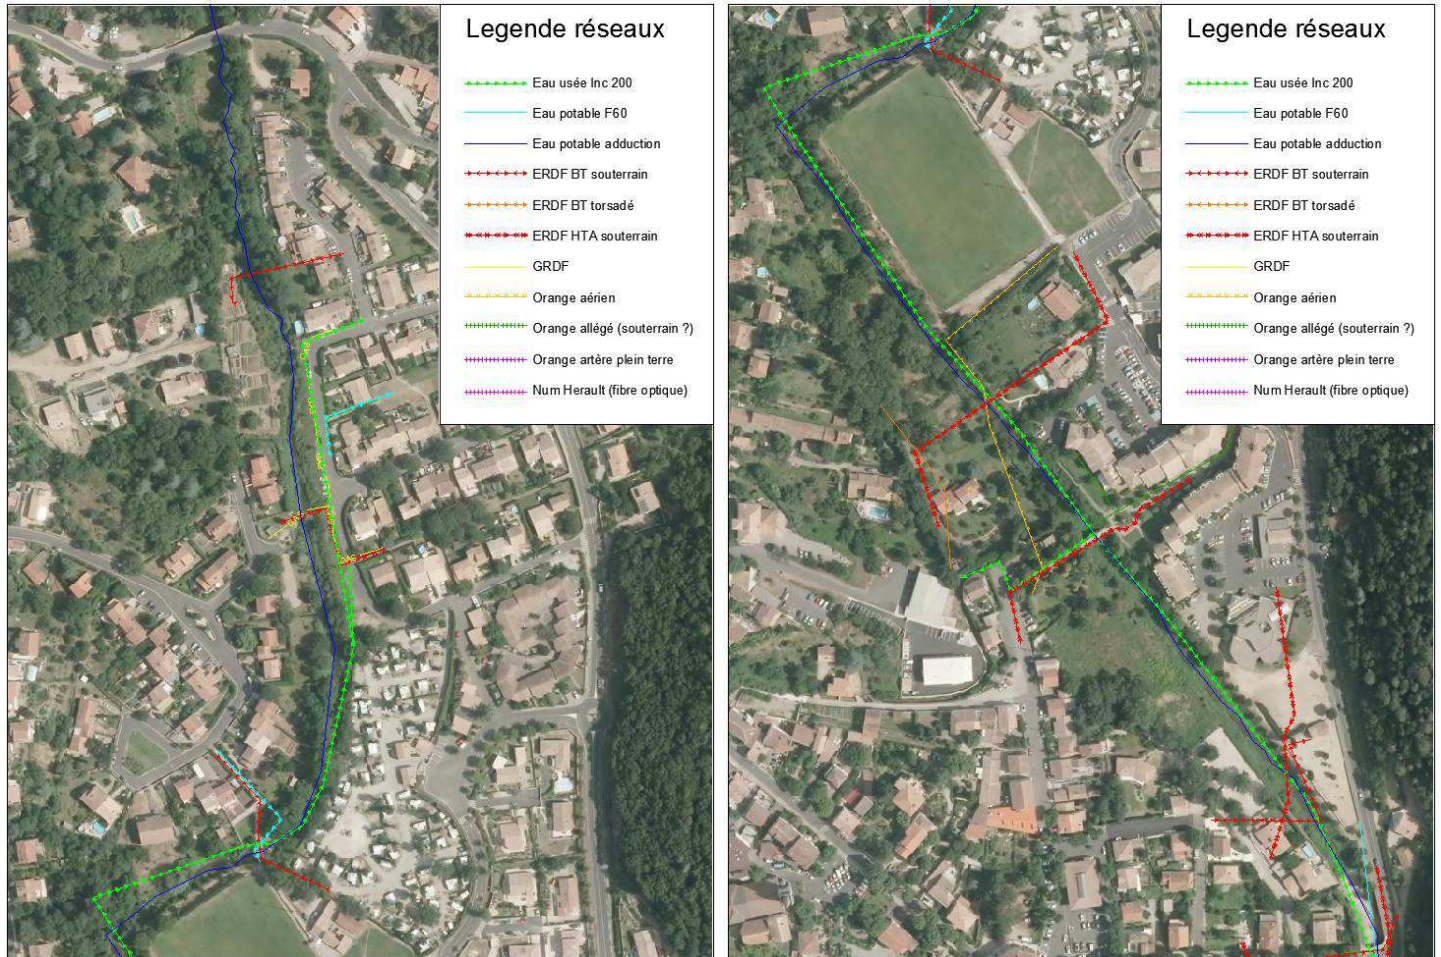 Legende réseaux
Eau usée Inc 200
Eau potable F60
Eau potable adduction
ERDF BT souterrain
ERDF BT torsadé
ERDF HTA souterrain
GRDF
Orange aérien
Orange allégé (souterrain ?)
Orange artère plein terre
Num Herault (fibre optique)
Legende réseaux
Eau usée Inc 200
Eau potable F60
Eau potable adduction
ERDF BT souterrain
ERDF BT torsadé
ERDF HTA souterrain
GRDF
Orange aérien
Orange allégé (souterrain ?)
Orange artère plein terre
Num Herault (fibre optique)